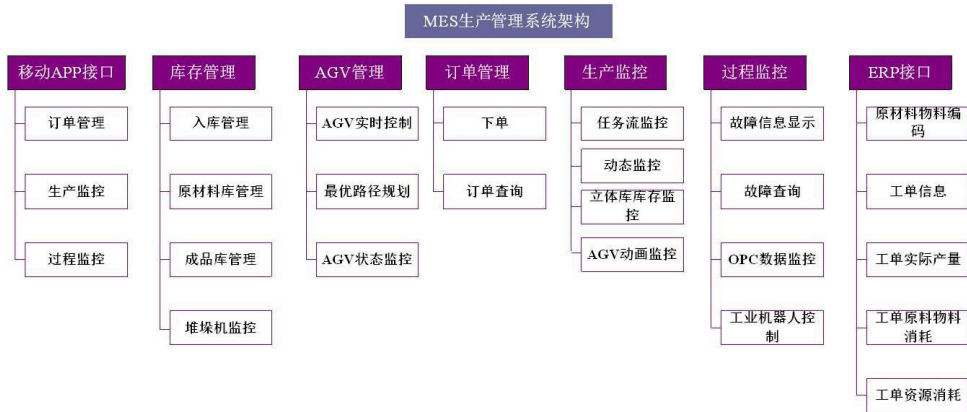 MES生产管理系统架构
移动APP接口
订单管理
生产监控
过程监控
库存管理
入库管理
原材料库管理
成品库管理
堆垛机监控
AGV管理
AGV实时控制
最优路径规划
AGV状态监控
订单管理
下单
订单查询
生产监控
任务流监控
动态监控
立体库库存监
控
AGV动画监控
过程监控
故障信息显示
故障查询
OPC数据监控
工业机器人控
制
ERP接口
原材料物料编
码
工单信息
工单实际产量
工单原料物料
消耗
工单资源消耗